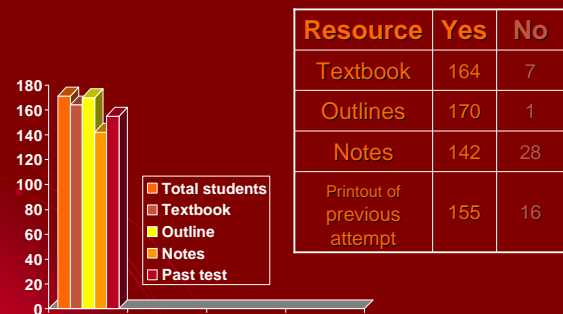 Resource Yes No
Textbook 164 7
Outlines 170 1
Notes 142 28
Printout of
previous
attempt
155 16
180
160
140
120
100
80
60
40
20
0
Total students
Textbook
Outline
Notes
Past test